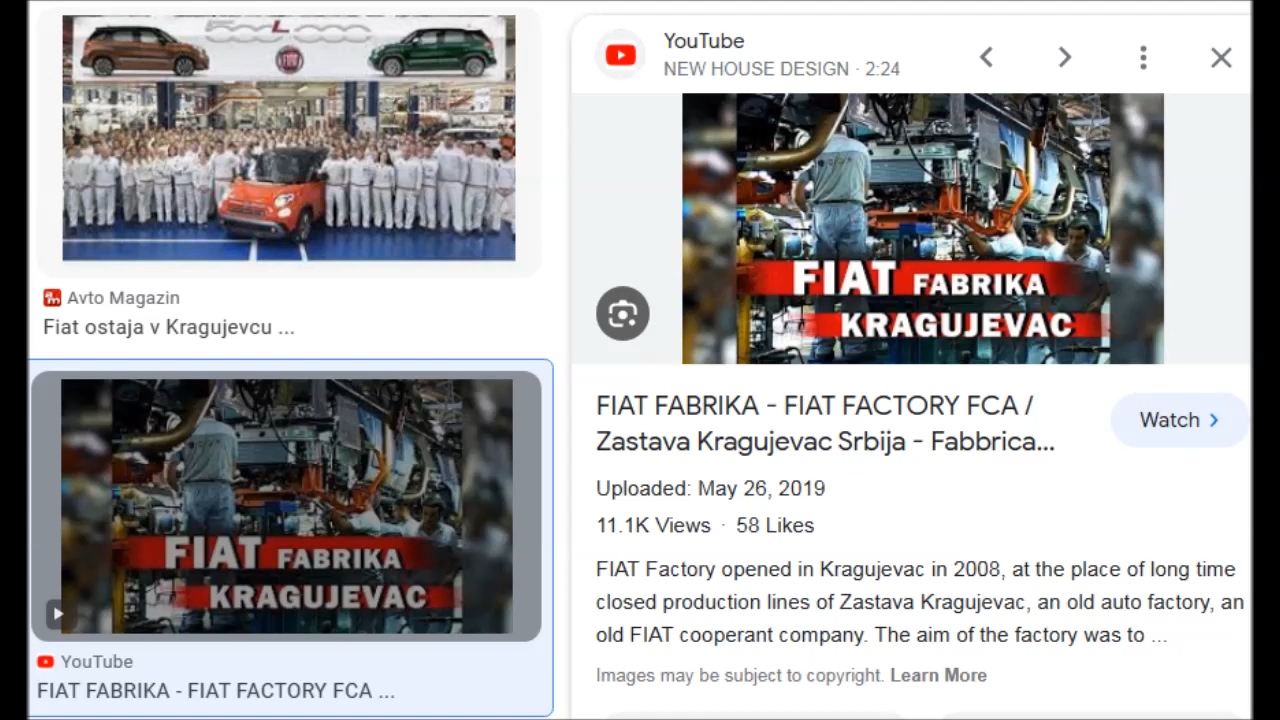 500L 500.000
FIAT
Avto Magazin
Fiat ostaja v Kragujevcu ...
FIAT FABRIKA
KRAGUJEVAC
YouTube
FIAT FABRIKA - FIAT FACTORY FCA ...
YouTube
NEW HOUSE DESIGN · 2:24
FIAT FABRIKA
KRAGUJEVAC
FIAT FABRIKA - FIAT FACTORY FCA /
Zastava Kragujevac Srbija - Fabbrica...
Watch
Uploaded: May 26, 2019
11.1K Views · 58 Likes
FIAT Factory opened in Kragujevac in 2008, at the place of long time
closed production lines of Zastava Kragujevac, an old auto factory, an
old FIAT cooperant company. The aim of the factory was to ...
Images may be subject to copyright. Learn More